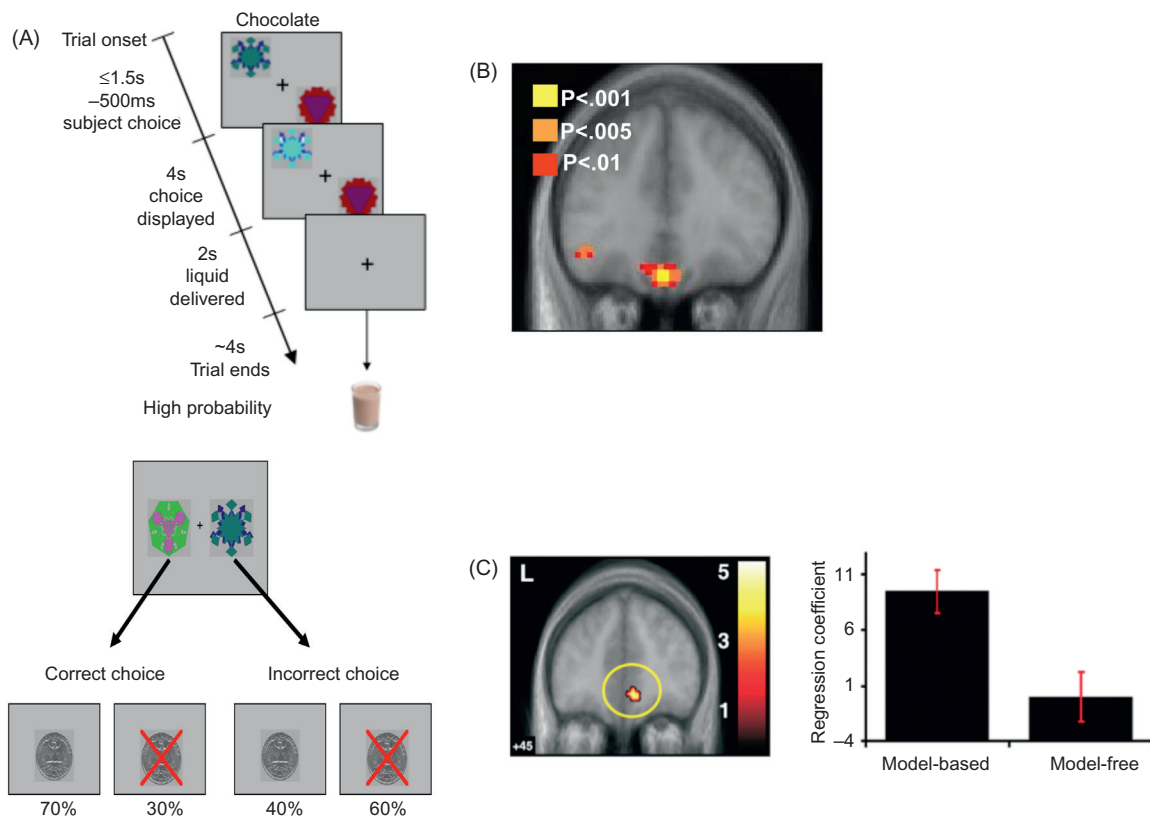 (A)
Chocolate
Trial onset
≤1.5s
–500ms
subject choice
4s
choice
displayed
2s
liquid
delivered
~4s
Trial ends
High probability
Correct choice
Incorrect choice
70%
30%
40%
60%
(B)
P<.001
P<.005
P<.01
(C)
L
5
3
1
+45
Regression coefficient
11
6
1
–4
Model-based
Model-free